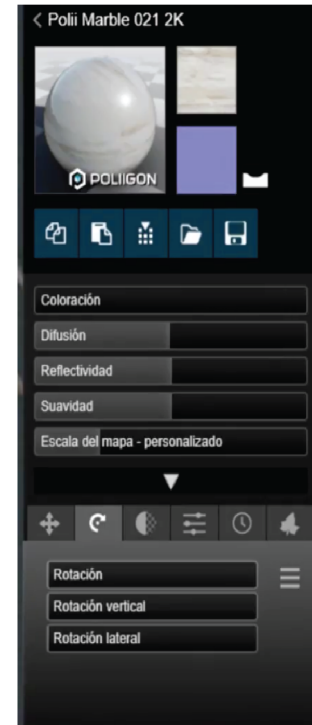 < Polii Marble 021 2K
POLIIGON
Coloración
Difusión
Reflectividad
Suavidad
Escala del mapa - personalizado
Rotación
Rotación vertical
Rotación lateral